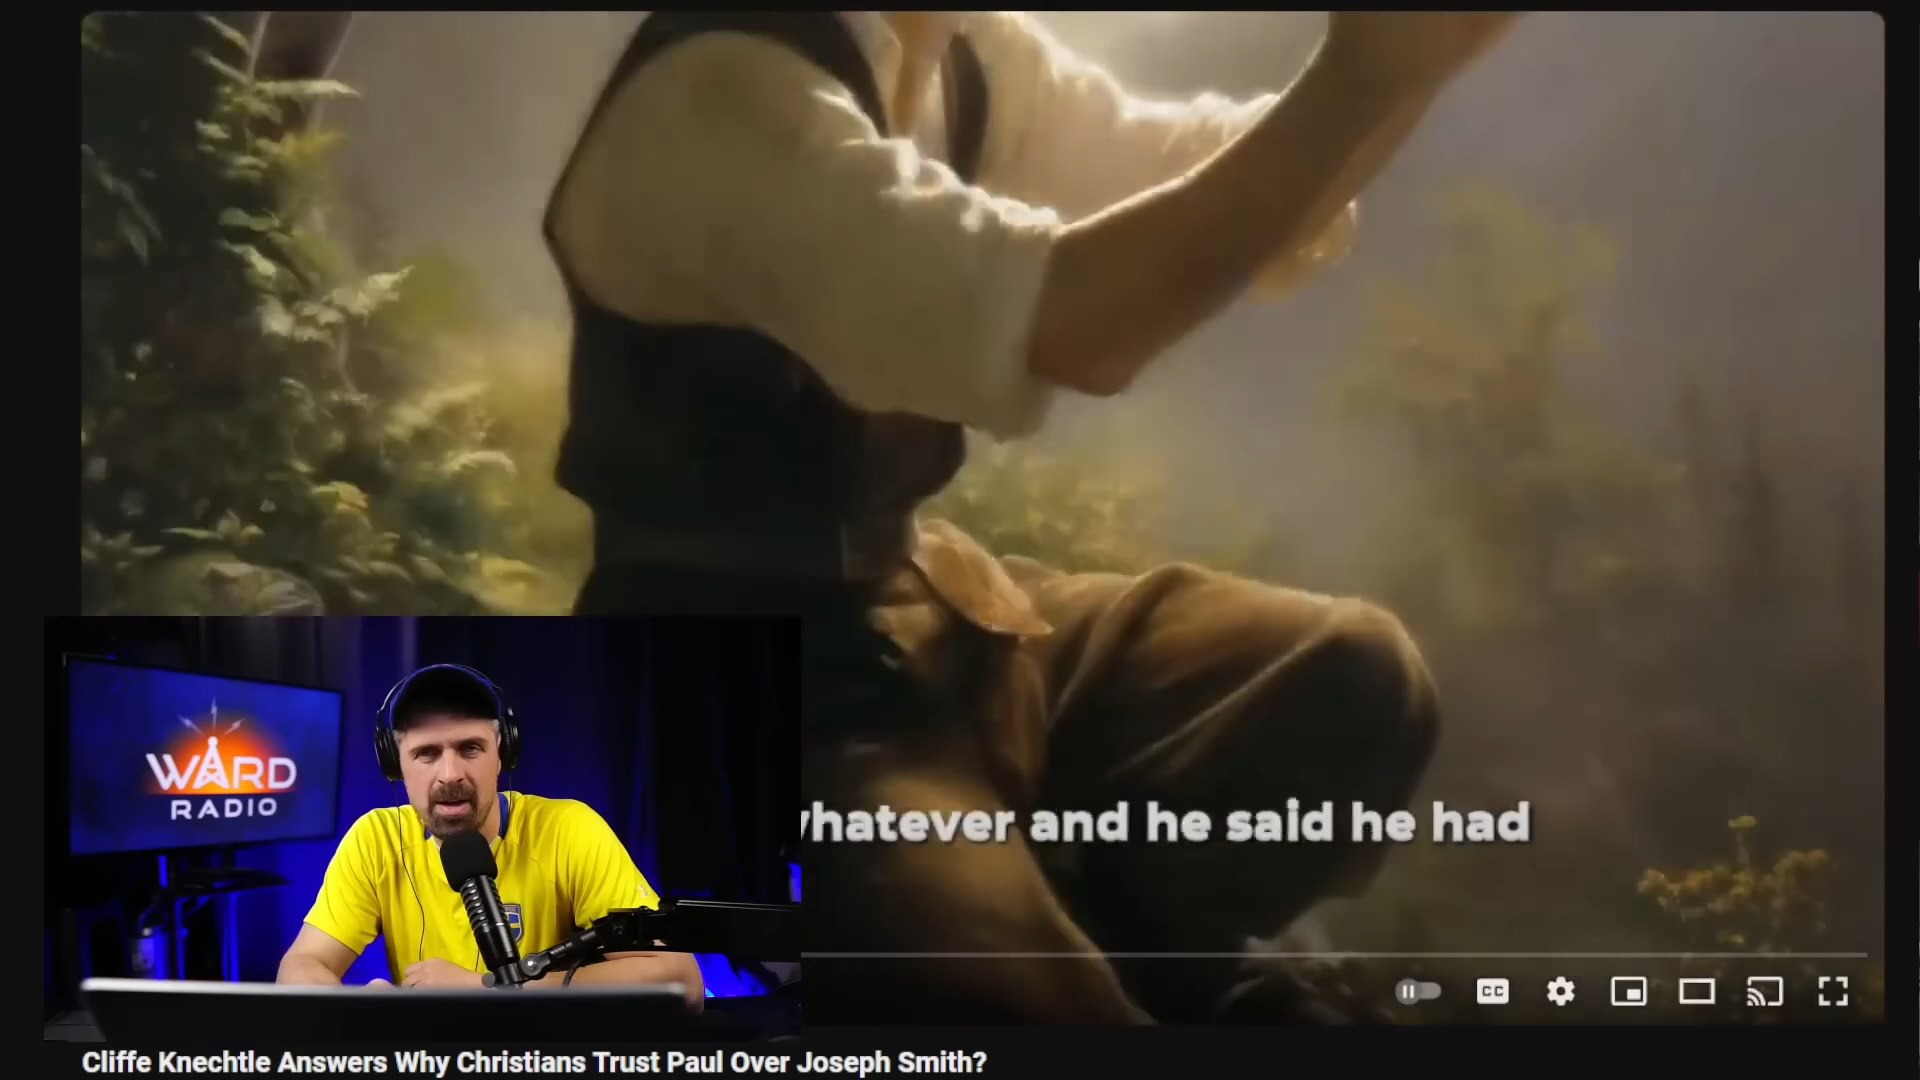 WARD
RADIO
whatever and he said he had
CC
Cliffe Knechtle Answers Why Christians Trust Paul Over Joseph Smith?